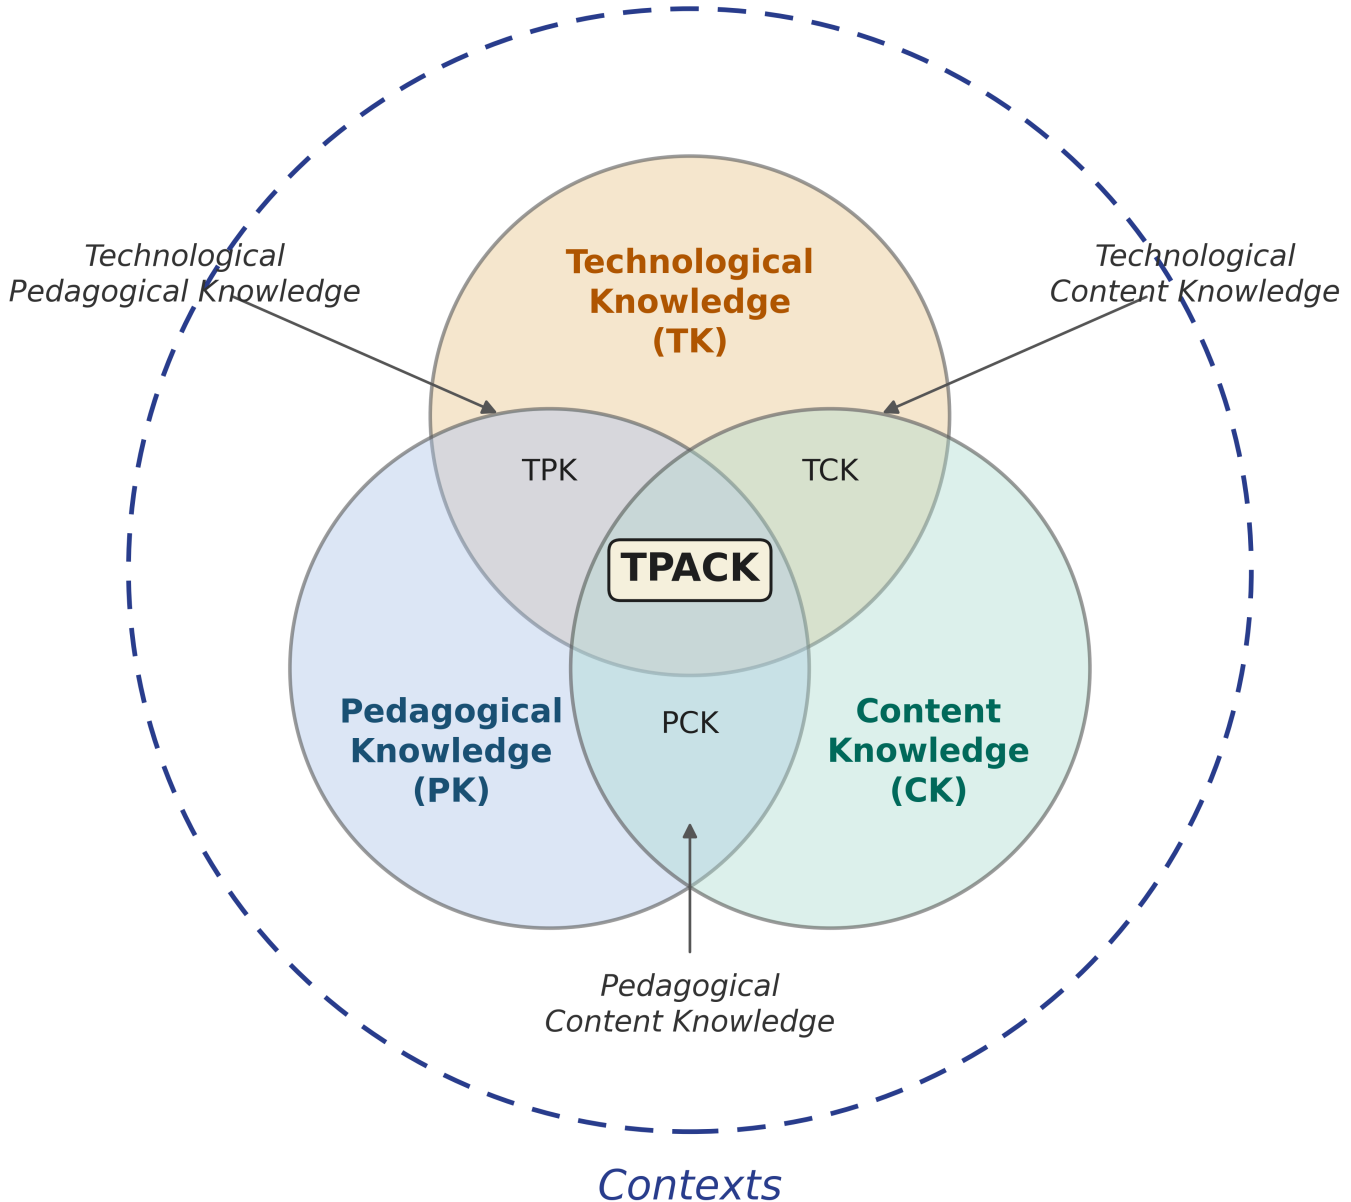 Technological
Pedagogical Knowledge
Technological
Content Knowledge
Technological
Knowledge
(TK)
TPK
TCK
TPACK
Pedagogical
Knowledge
(PK)
PCK
Content
Knowledge
(CK)
Pedagogical
Content Knowledge
Contexts